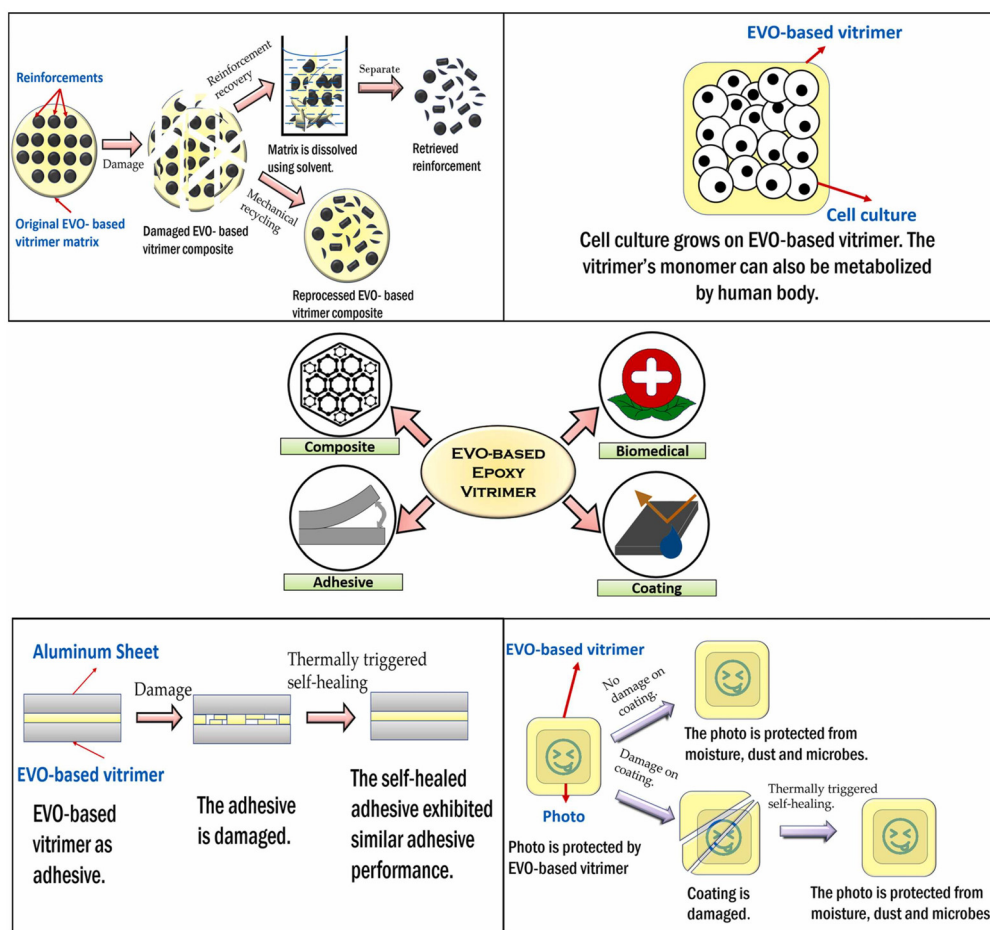 Reinforcements
Damage
Original EVO- based
vitrimer matrix
Reinforcement
recovery
Damaged EVO- based
vitrimer composite
Matrix is dissolved
using solvent.
Separate
Retrieved
reinforcement
Mechanical
recycling
Reprocessed EVO- based
vitrimer composite
EVO-based vitrimer
Cell culture
Cell culture grows on EVO-based vitrimer. The
vitrimer's monomer can also be metabolized
by human body.
Composite
Biomedical
EVO-BASED
EPOXY
VITRIMER
Adhesive
Coating
Aluminum Sheet
Damage
Thermally triggered
self-healing
EVO-based vitrimer
EVO-based
vitrimer as
adhesive.
The adhesive
is damaged.
The self-healed
adhesive exhibited
similar adhesive
performance.
EVO-based vitrimer
No
damage on
coating.
The photo is protected from
moisture, dust and microbes.
Damage on
coating.
Photo
Photo is protected by
EVO-based vitrimer
Thermally triggered
self-healing.
Coating is
damaged.
The photo is protected from
moisture, dust and microbes